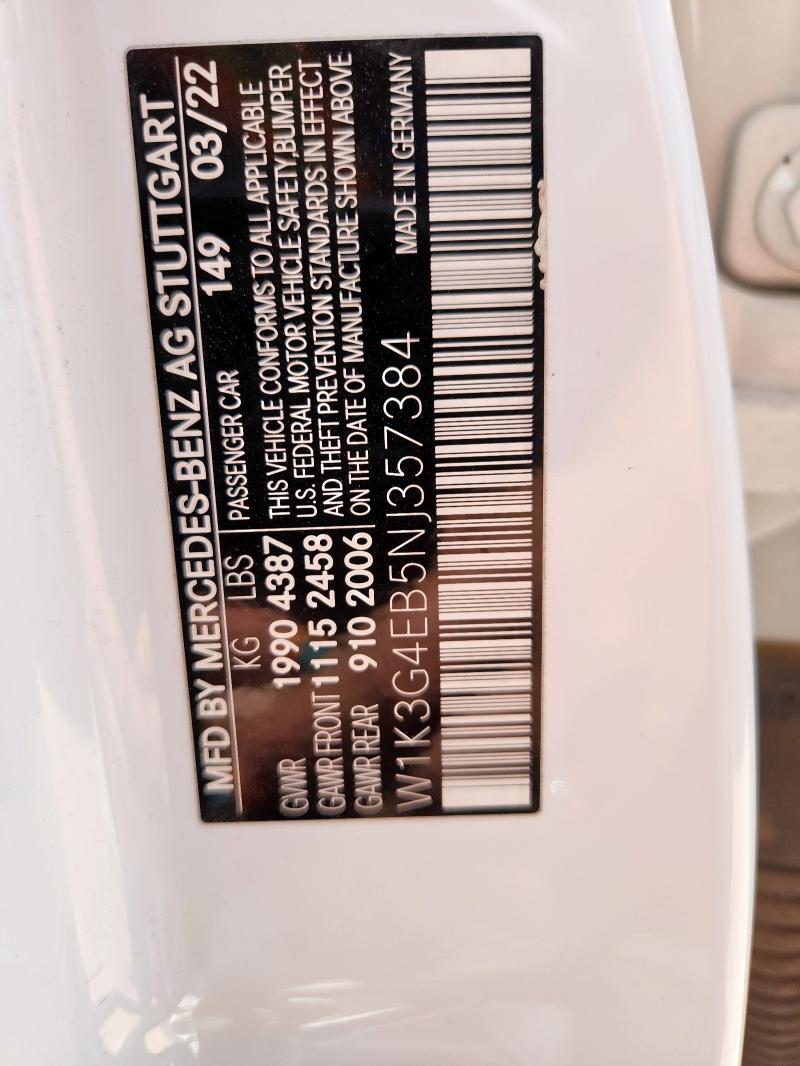 MFD BY MERCEDES-BENZ AG STUTTGART
KG LBS PASSENGER CAR 149 03/22
GVWR 1990 4387 THIS VEHICLE CONFORMS TO ALL APPLICABLE
GAWR FRONT 1115 2458 U.S. FEDERAL MOTOR VEHICLE SAFETY,BUMPER
GAWR REAR 910 2006 AND THEFT PREVENTION STANDARDS IN EFFECT
ON THE DATE OF MANUFACTURE SHOWN ABOVE
W1K3G4EB5NJ357384 MADE IN GERMANY